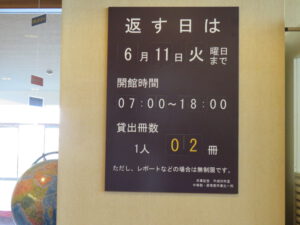 返す日は
6月11日火曜日まで
開館時間
07:00〜18:00
貸出冊数
1人 02 冊
ただし、レポートなどの場合は無制限です。